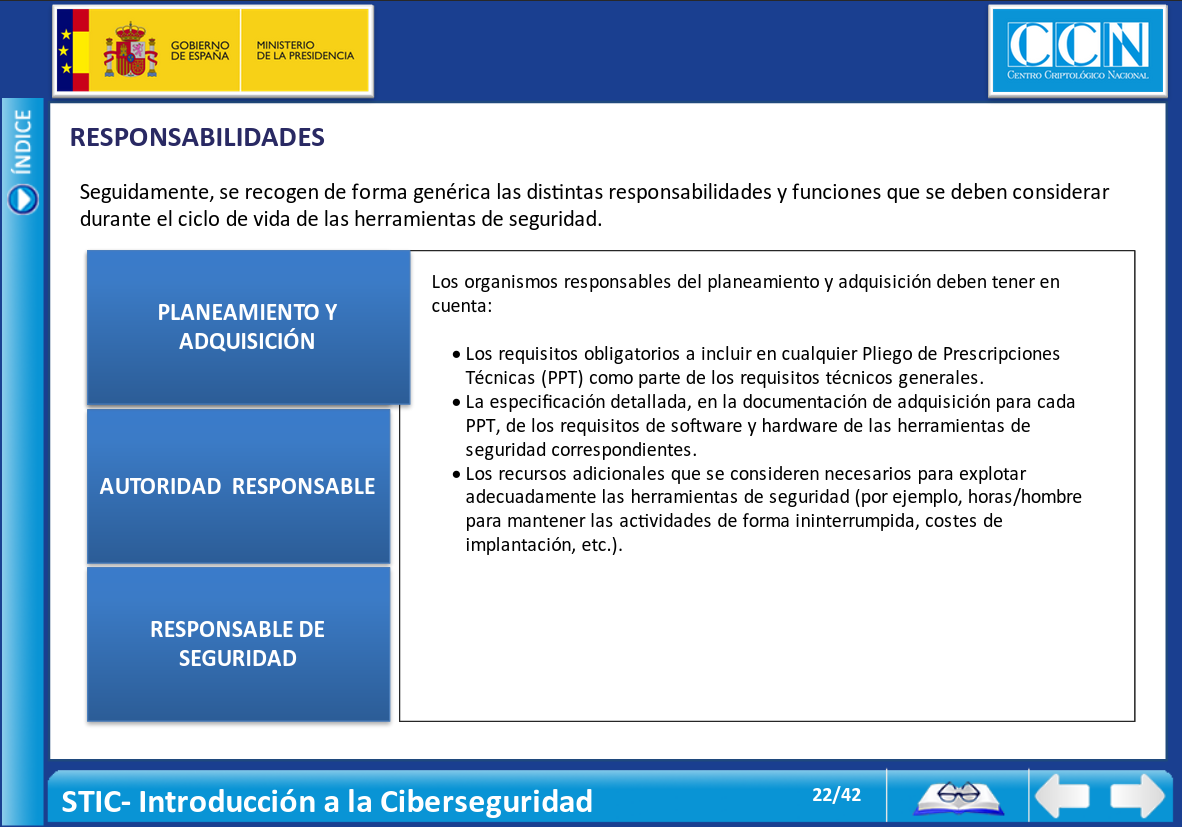 GOBIERNO
DE ESPAÑA
MINISTERIO
DE LA PRESIDENCIA
CCN
CENTRO CRIPTOLÓGICO NACIONAL
ÍNDICE
RESPONSABILIDADES
Seguidamente, se recogen de forma genérica las distintas responsabilidades y funciones que se deben considerar
durante el ciclo de vida de las herramientas de seguridad.
PLANEAMIENTO Y
ADQUISICIÓN
AUTORIDAD RESPONSABLE
RESPONSABLE DE
SEGURIDAD
Los organismos responsables del planeamiento y adquisición deben tener en
cuenta:
• Los requisitos obligatorios a incluir en cualquier Pliego de Prescripciones
Técnicas (PPT) como parte de los requisitos técnicos generales.
• La especificación detallada, en la documentación de adquisición para cada
PPT, de los requisitos de software y hardware de las herramientas de
seguridad correspondientes.
• Los recursos adicionales que se consideren necesarios para explotar
adecuadamente las herramientas de seguridad (por ejemplo, horas/hombre
para mantener las actividades de forma ininterrumpida, costes de
implantación, etc.).
STIC- Introducción a la Ciberseguridad
22/42